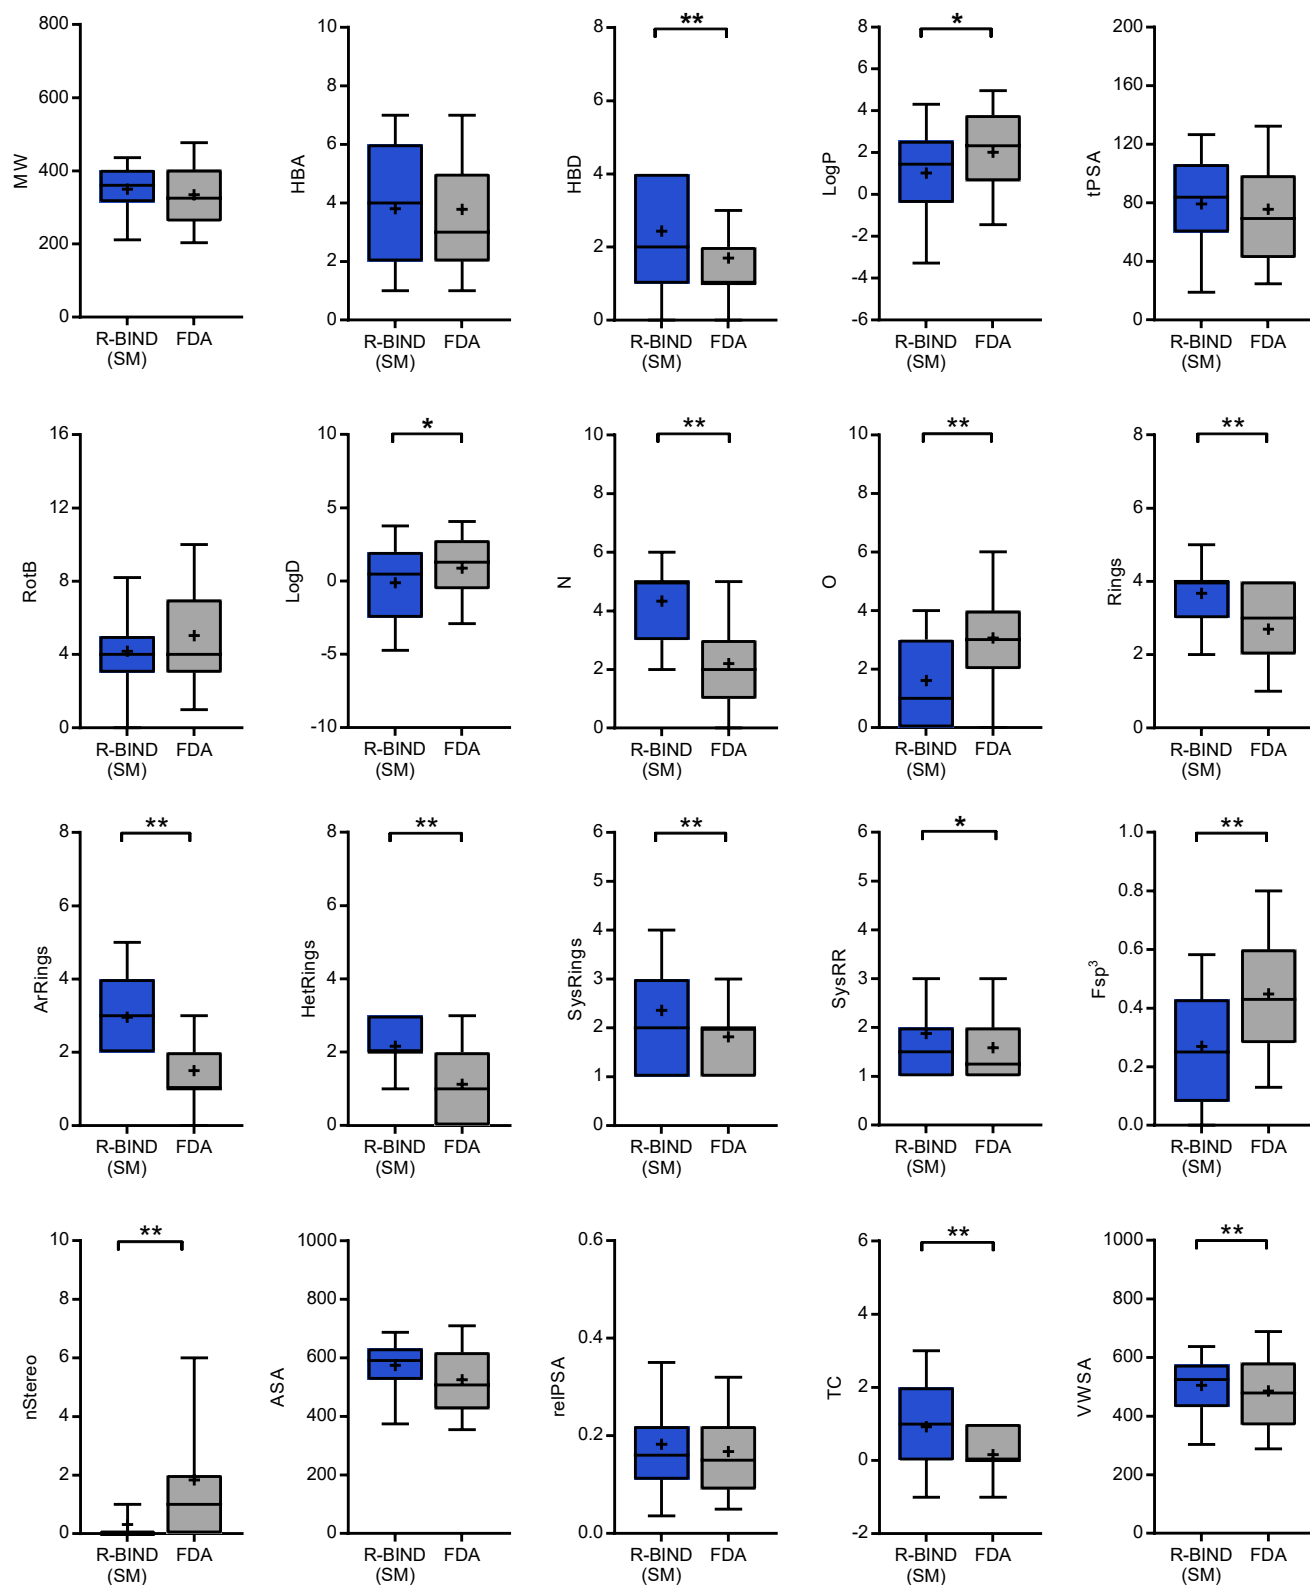 MW
800
600
400
200
0
R-BIND FDA
(SM)
HBA
10
8
6
4
2
0
R-BIND FDA
(SM)
**
HBD
8
6
4
2
0
R-BIND FDA
(SM)
*
LogP
8
6
4
2
0
-2
-4
-6
R-BIND FDA
(SM)
tPSA
200
160
120
80
40
0
R-BIND FDA
(SM)
RotB
16
12
8
4
0
R-BIND FDA
(SM)
*
LogD
10
5
0
-5
-10
R-BIND FDA
(SM)
**
N
10
8
6
4
2
0
R-BIND FDA
(SM)
**
O
10
8
6
4
2
0
R-BIND FDA
(SM)
**
Rings
8
6
4
2
0
R-BIND FDA
(SM)
**
ArRings
8
6
4
2
0
R-BIND FDA
(SM)
**
HetRings
8
6
4
2
0
R-BIND FDA
(SM)
**
SysRings
6
5
4
3
2
1
0
R-BIND FDA
(SM)
*
SysRR
6
5
4
3
2
1
0
R-BIND FDA
(SM)
**
Fsp³
1.0
0.8
0.6
0.4
0.2
0.0
R-BIND FDA
(SM)
**
nStereo
10
8
6
4
2
0
R-BIND FDA
(SM)
ASA
1000
800
600
400
200
0
R-BIND FDA
(SM)
relPSA
0.6
0.4
0.2
0.0
R-BIND FDA
(SM)
**
TC
6
4
2
0
-2
R-BIND FDA
(SM)
**
VWSA
1000
800
600
400
200
0
R-BIND FDA
(SM)